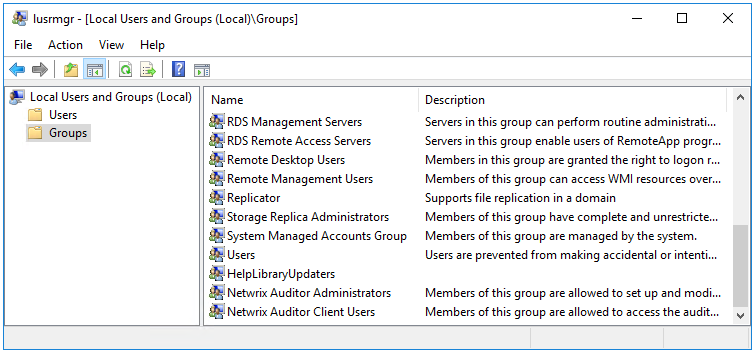 lusrmgr - [Local Users and Groups (Local)\Groups]
File Action View Help
Local Users and Groups (Local)
Users
Groups
Name Description
RDS Management Servers Servers in this group can perform routine administrati...
RDS Remote Access Servers Servers in this group enable users of RemoteApp progr...
Remote Desktop Users Members in this group are granted the right to logon r...
Remote Management Users Members of this group can access WMI resources over...
Replicator Supports file replication in a domain
Storage Replica Administrators Members of this group have complete and unrestricte...
System Managed Accounts Group Members of this group are managed by the system.
Users Users are prevented from making accidental or intenti...
HelpLibraryUpdaters
Netwrix Auditor Administrators Members of this group are allowed to set up and modi...
Netwrix Auditor Client Users Members of this group are allowed to access the audit...